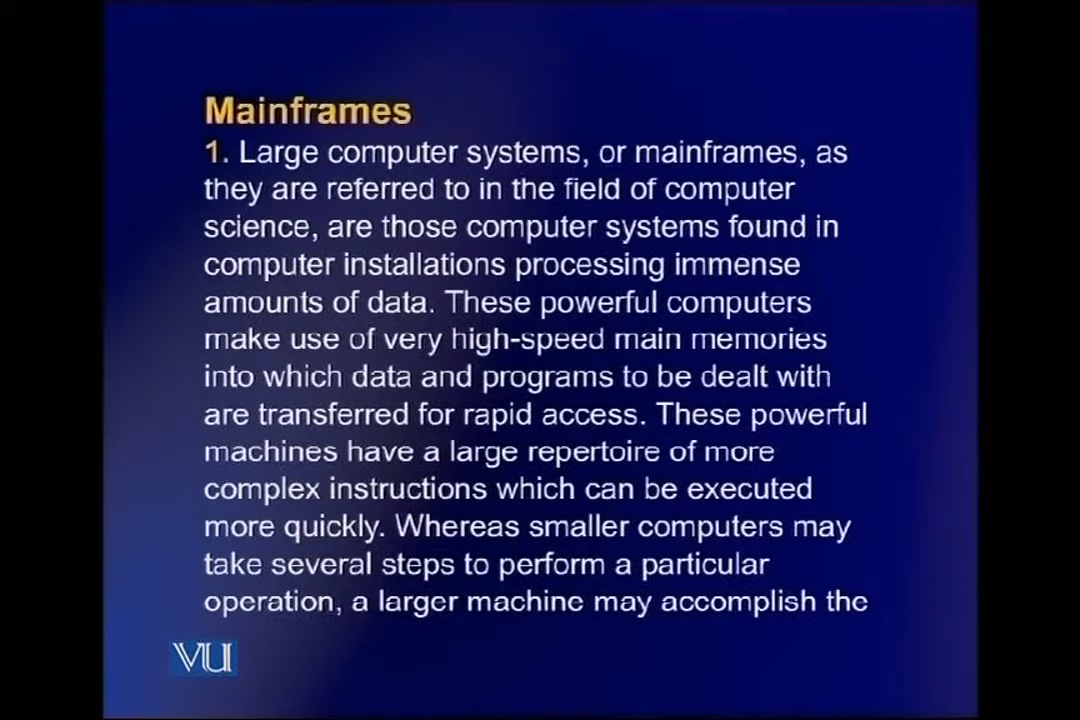 Mainframes
1. Large computer systems, or mainframes, as
they are referred to in the field of computer
science, are those computer systems found in
computer installations processing immense
amounts of data. These powerful computers
make use of very high-speed main memories
into which data and programs to be dealt with
are transferred for rapid access. These powerful
machines have a large repertoire of more
complex instructions which can be executed
more quickly. Whereas smaller computers may
take several steps to perform a particular
operation, a larger machine may accomplish the
VU